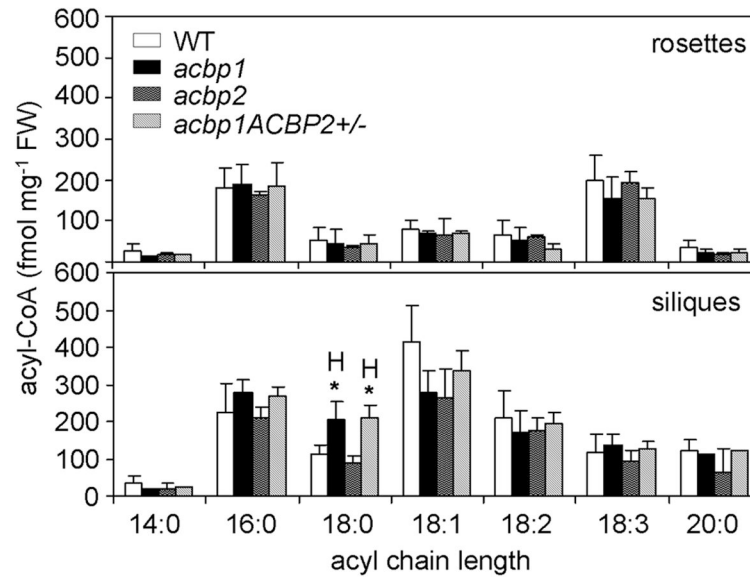 600
500
400
300
200
100
WT
acbp1
acbp2
acbp1ACBP2+/-
rosettes
acyl-CoA (fmol mg-1 FW)
600
500
400
300
200
100
0
siliques
H
*
H
*
14:0 16:0 18:0 18:1 18:2 18:3 20:0
acyl chain length